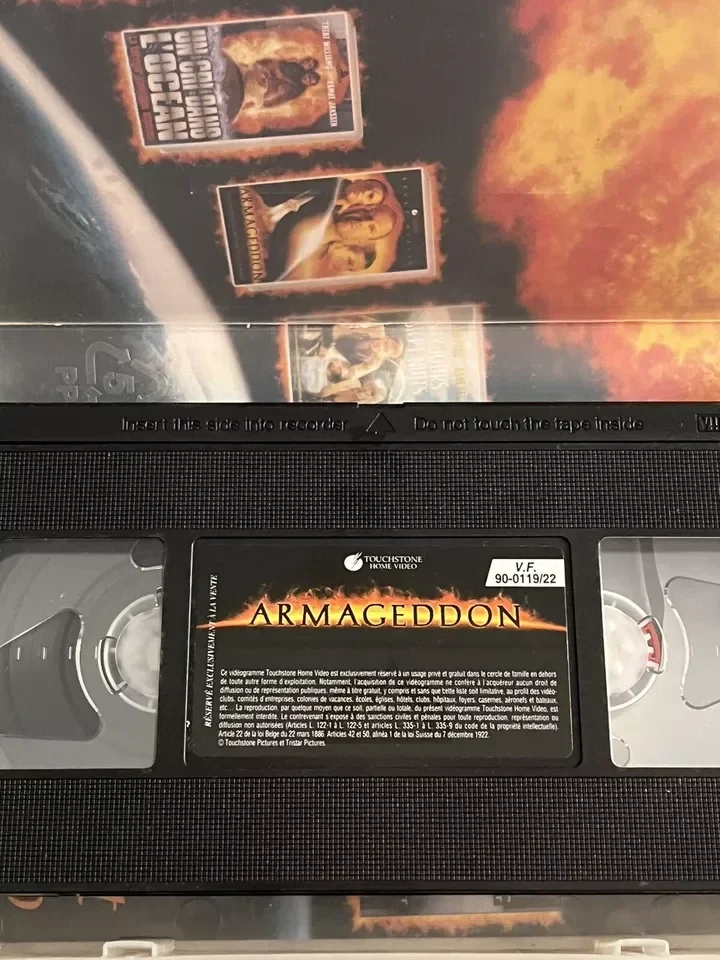 TREAT WILLIAMS
FAMKE JANSSEN
UN CRI DANS
L'OCEAN
ARMAGEDDON
Insert this side into recorder
Do not touch the tape inside
TOUCHSTONE
HOME VIDEO
V.F.
90-0119/22
RÉSERVÉ EXCLUSIVEMENT À LA VENTE
ARMAGEDDON
Ce vidéogramme Touchstone Home Video est exclusivement réservé à un usage privé et gratuit dans le cercle de famille en dehors
de toute autre forme d'exploitation. Notamment, l'acquisition de ce vidéogramme ne confère à l'acquéreur aucun droit de
diffusion ou de représentation publiques, même à titre gratuit, y compris et sans que cette liste soit limitative, au profit des vidéo-
clubs, comités d'entreprises, colonies de vacances, écoles, églises, hôtels, clubs, hôpitaux, foyers, casernes, aéronefs et bateaux,
etc... La reproduction, par quelque moyen que ce soit, partielle ou totale, du présent vidéogramme Touchstone Home Video, est
formellement interdite. Le contrevenant s'expose à des sanctions civiles et pénales pour toute reproduction, représentation ou
diffusion non autorisées (Articles L. 122-1 à L. 122-5 et articles L. 335-1 à L. 335-9 du code de la propriété intellectuelle).
Article 22 de la loi Belge du 22 mars 1886. Articles 42 et 50, alinéa 1 de la loi Suisse du 7 décembre 1922.
© Touchstone Pictures et Tristar Pictures.